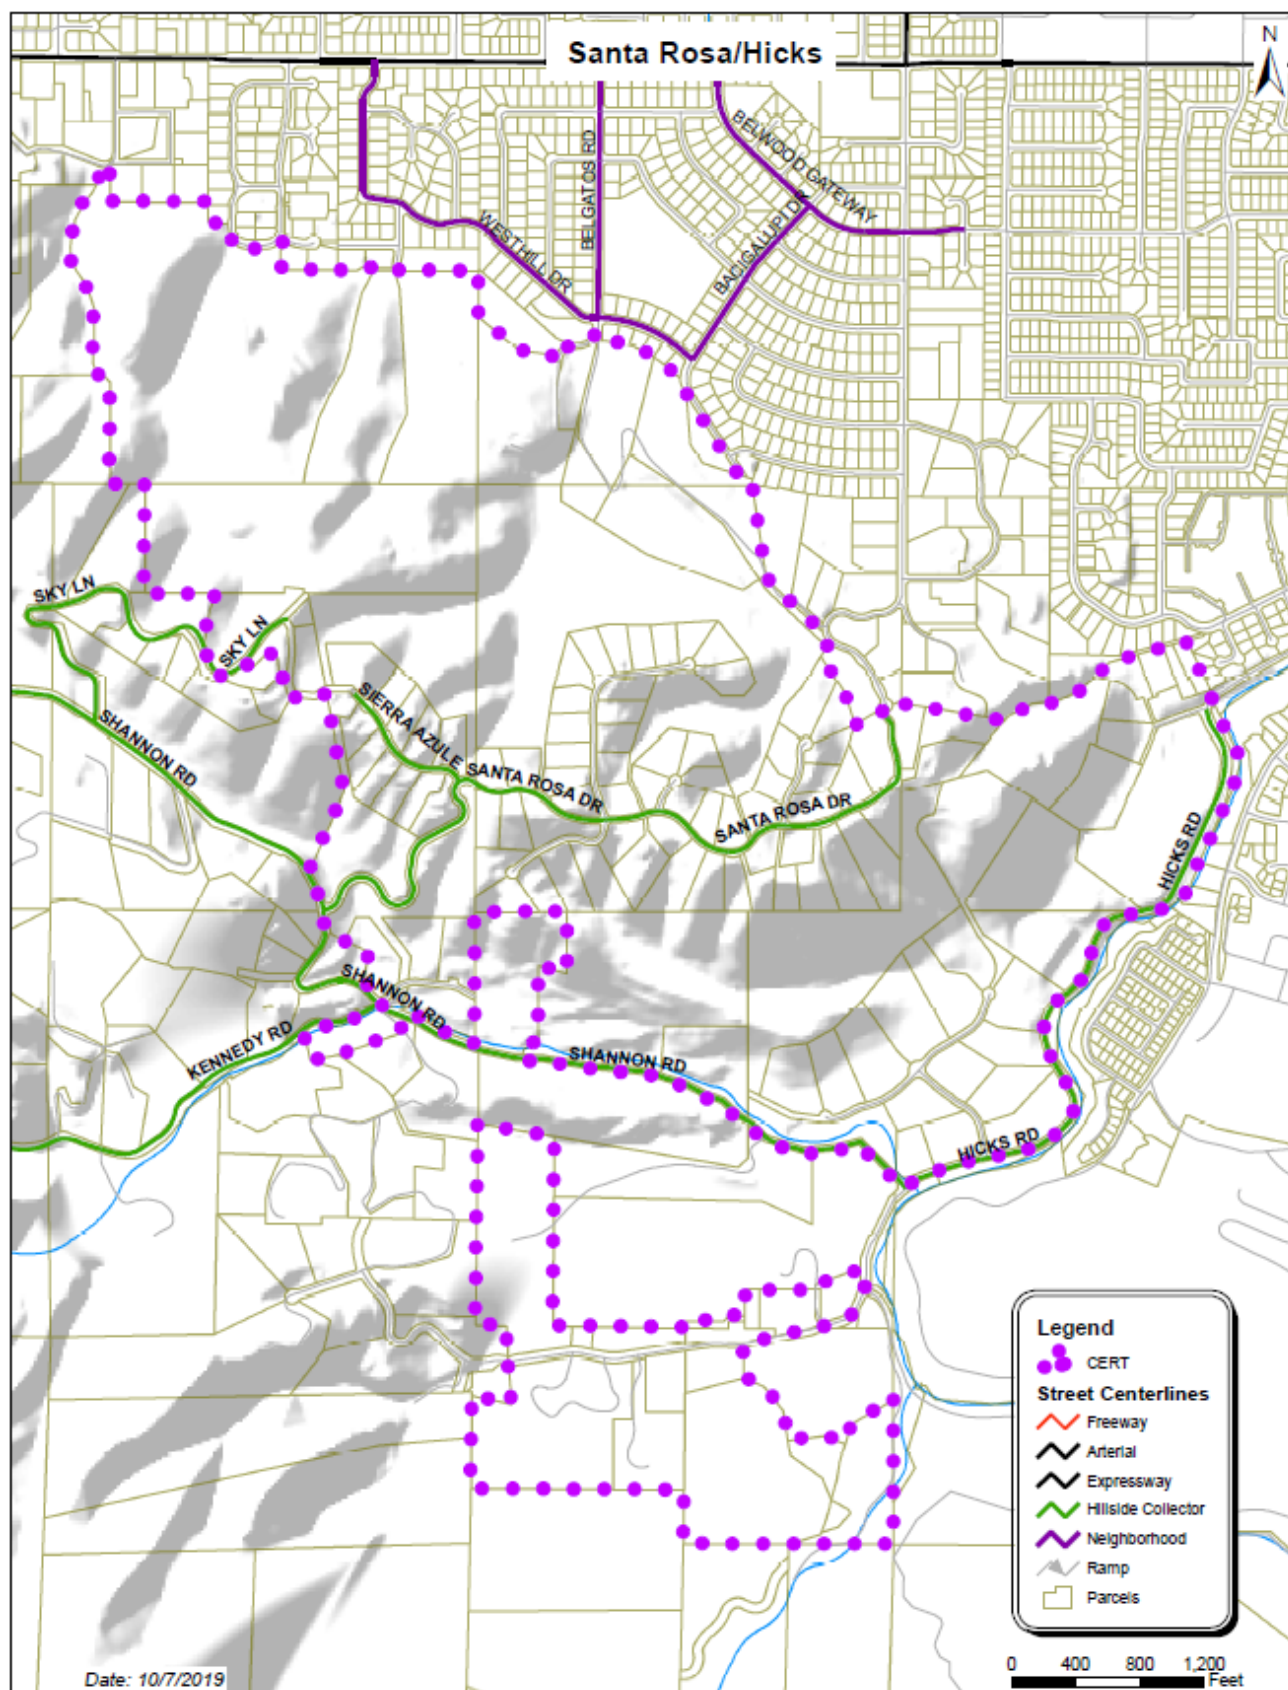 Santa Rosa/Hicks
N
BELWOOD GATEWAY
BELGATOS RD
BACIGALUPI DR
WESTHILL DR
SKY LN
SKY LN
SIERRA AZULE
SHANNON RD
SANTA ROSA DR
SANTA ROSA DR
HICKS RD
SHANNON RD
KENNEDY RD
SHANNON RD
HICKS RD
Legend
CERT
Street Centerlines
Freeway
Arterial
Expressway
Hillside Collector
Neighborhood
Ramp
Parcels
Date: 10/7/2019
0 400 800 1,200
Feet